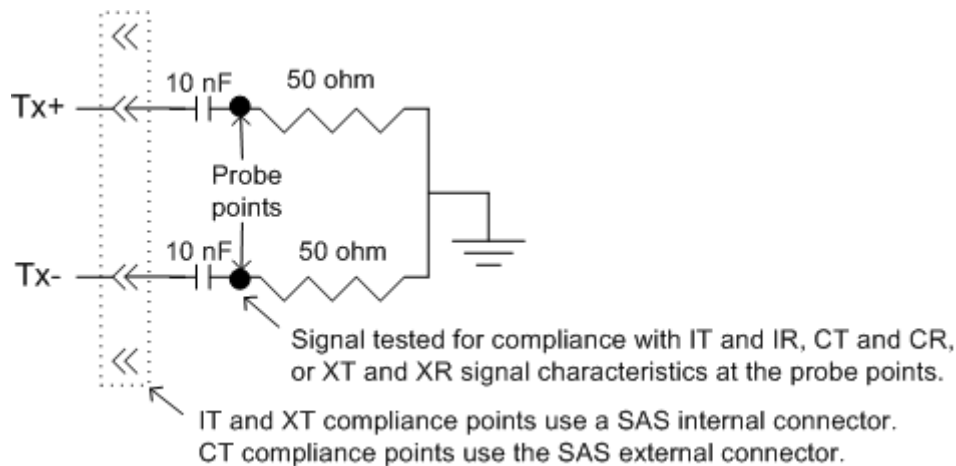 10 nF
50 ohm
Tx+
Probe
points
10 nF
50 ohm
Tx-
Signal tested for compliance with IT and IR, CT and CR,
or XT and XR signal characteristics at the probe points.
IT and XT compliance points use a SAS internal connector.
CT compliance points use the SAS external connector.